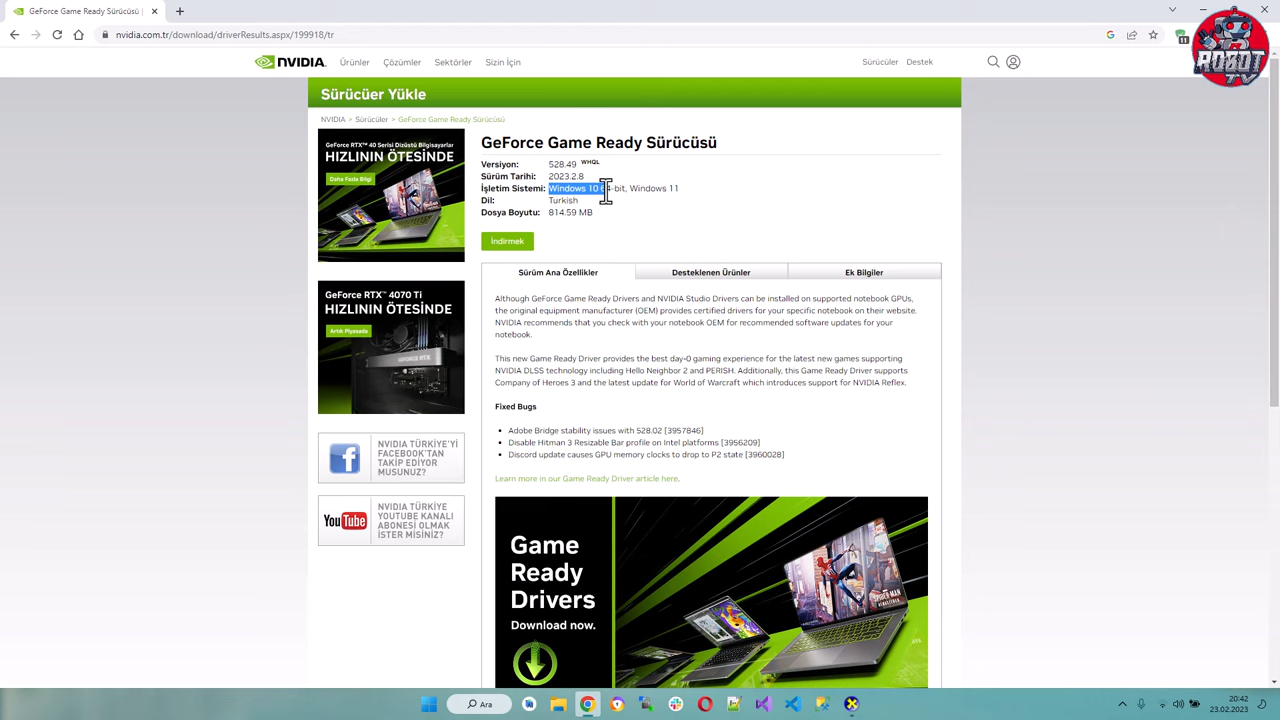 GeForce Game Ready Sürücüsü |
nvidia.com.tr/download/driverResults.aspx/199918/tr
11
ROBOT
TV
NVIDIA.
Ürünler
Çözümler
Sektörler
Sizin İçin
Sürücüler
Destek
Sürücüer Yükle
NVIDIA > Sürücüler > GeForce Game Ready Sürücüsü
GeForce RTX™ 40 Serisi Dizüstü Bilgisayarlar
HIZLININ ÖTESİNDE
Daha Fazla Bilgi
GeForce Game Ready Sürücüsü
Versiyon: 528.49 WHQL
Sürüm Tarihi: 2023.2.8
İşletim Sistemi: Windows 10 64-bit, Windows 11
Dil: Turkish
Dosya Boyutu: 814.59 MB
İndirmek
Sürüm Ana Özellikler
Desteklenen Ürünler
Ek Bilgiler
GeForce RTX™ 4070 Ti
HIZLININ ÖTESİNDE
Artık Piyasada
GEFORCE RTX
Although GeForce Game Ready Drivers and NVIDIA Studio Drivers can be installed on supported notebook GPUs,
the original equipment manufacturer (OEM) provides certified drivers for your specific notebook on their website.
NVIDIA recommends that you check with your notebook OEM for recommended software updates for your
notebook.
This new Game Ready Driver provides the best day-0 gaming experience for the latest new games supporting
NVIDIA DLSS technology including Hello Neighbor 2 and PERISH. Additionally, this Game Ready Driver supports
Company of Heroes 3 and the latest update for World of Warcraft which introduces support for NVIDIA Reflex.
Fixed Bugs
• Adobe Bridge stability issues with 528.02 [3957846]
• Disable Hitman 3 Resizable Bar profile on Intel platforms [3956209]
• Discord update causes GPU memory clocks to drop to P2 state [3960028]
Learn more in our Game Ready Driver article here.
NVIDIA TÜRKİYE'Yİ
FACEBOOK'TAN
TAKİP EDİYOR
MUSUNUZ?
YouTube
NVIDIA TÜRKİYE
YOUTUBE KANALI
ABONESİ OLMAK
İSTER MİSİNİZ?
Game
Ready
Drivers
Download now.
SPIDER-MAN
Ara
20:42
23.02.2023